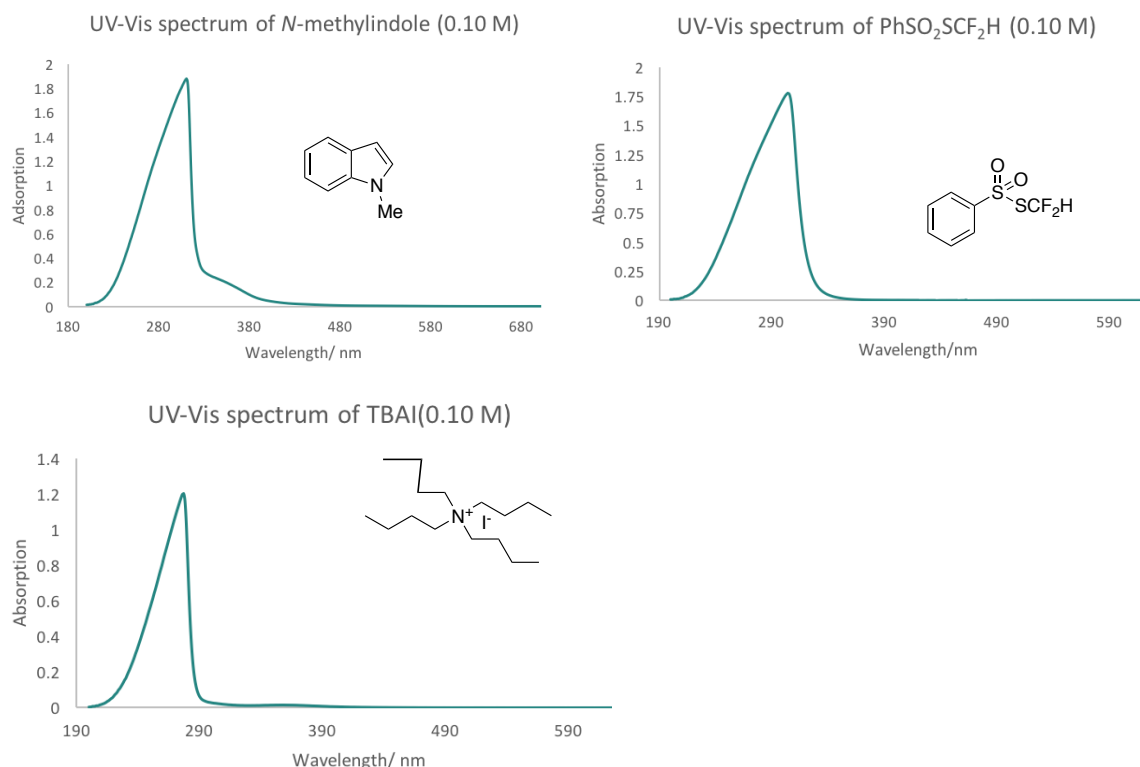 UV-Vis spectrum of N-methylindole (0.10 M)
2
1.8
1.6
1.4
1.2
1
0.8
0.6
0.4
0.2
0
Adsorption
180 280 380 480 580 680
Wavelength/ nm
N
Me
UV-Vis spectrum of PhSO₂SCF₂H (0.10 M)
2
1.75
1.5
1.25
1
0.75
0.5
0.25
0
Absorption
190 290 390 490 590
Wavelength/nm
O
S O
SCF₂H
UV-Vis spectrum of TBAI(0.10 M)
1.4
1.2
1
0.8
0.6
0.4
0.2
0
Absorption
190 290 390 490 590
Wavelength/ nm
N⁺ I⁻